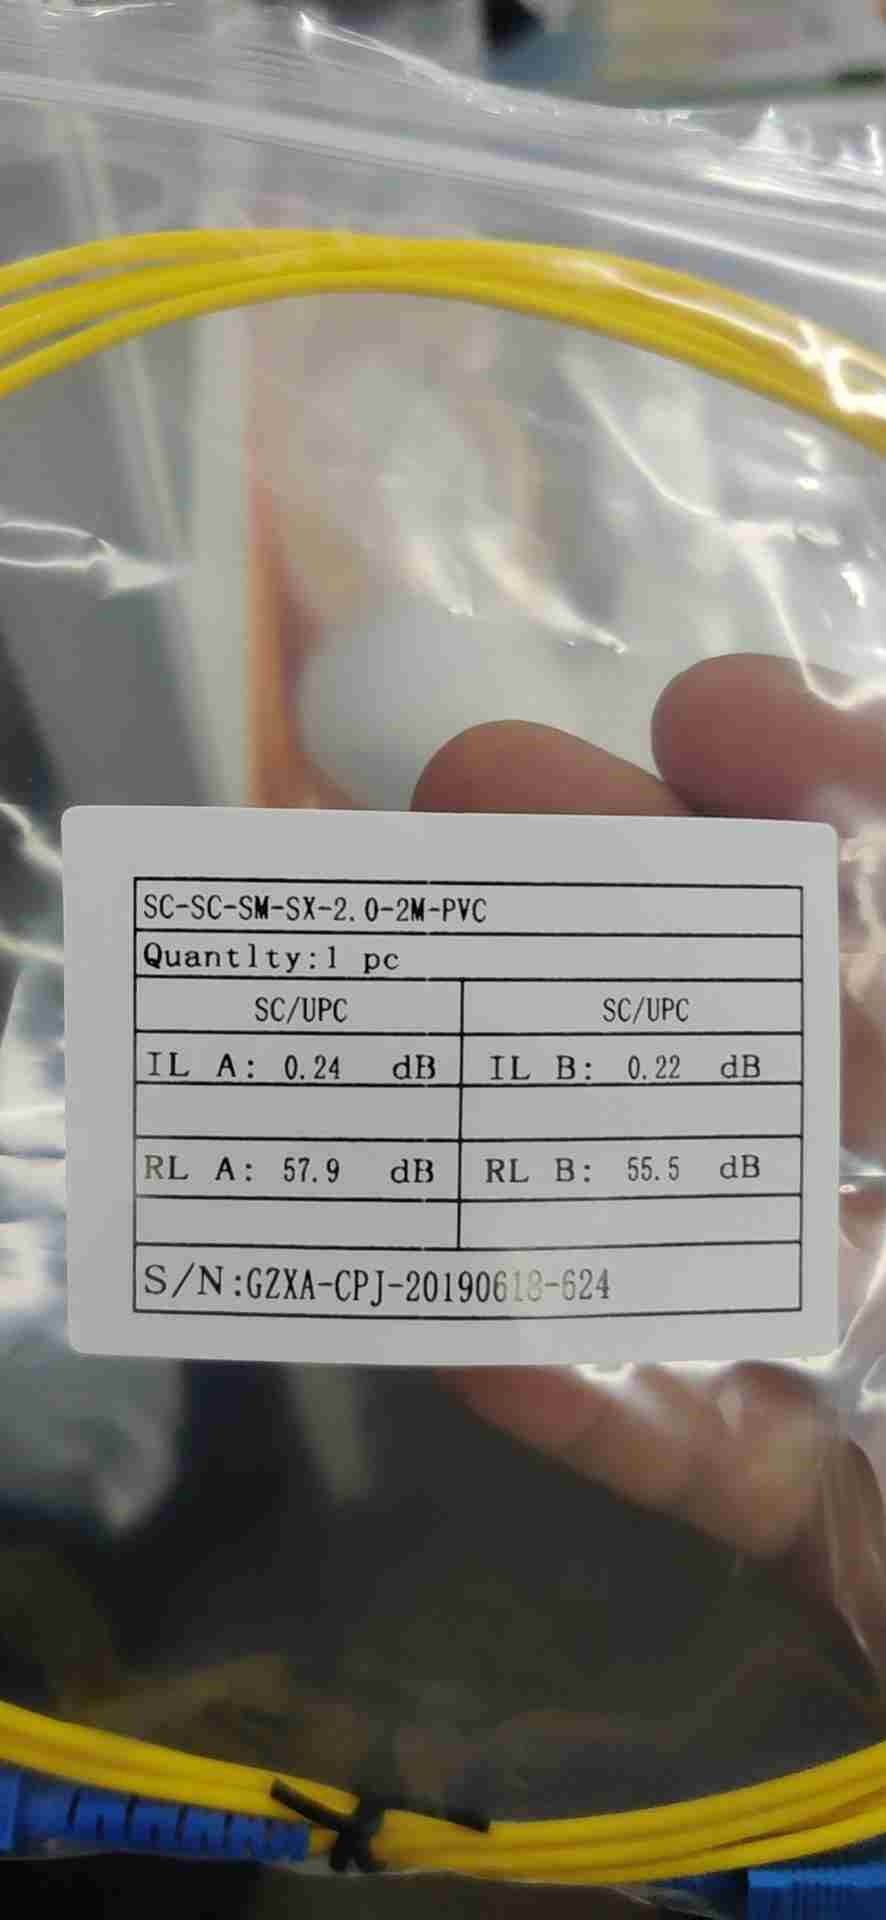 SC-SC-SM-SX-2.0-2M-PVC
Quantlty:1 pc
SC/UPC SC/UPC
IL A: 0.24 dB IL B: 0.22 dB
RL A: 57.9 dB RL B: 55.5 dB
S/N:GZXA-CPJ-20190618-624